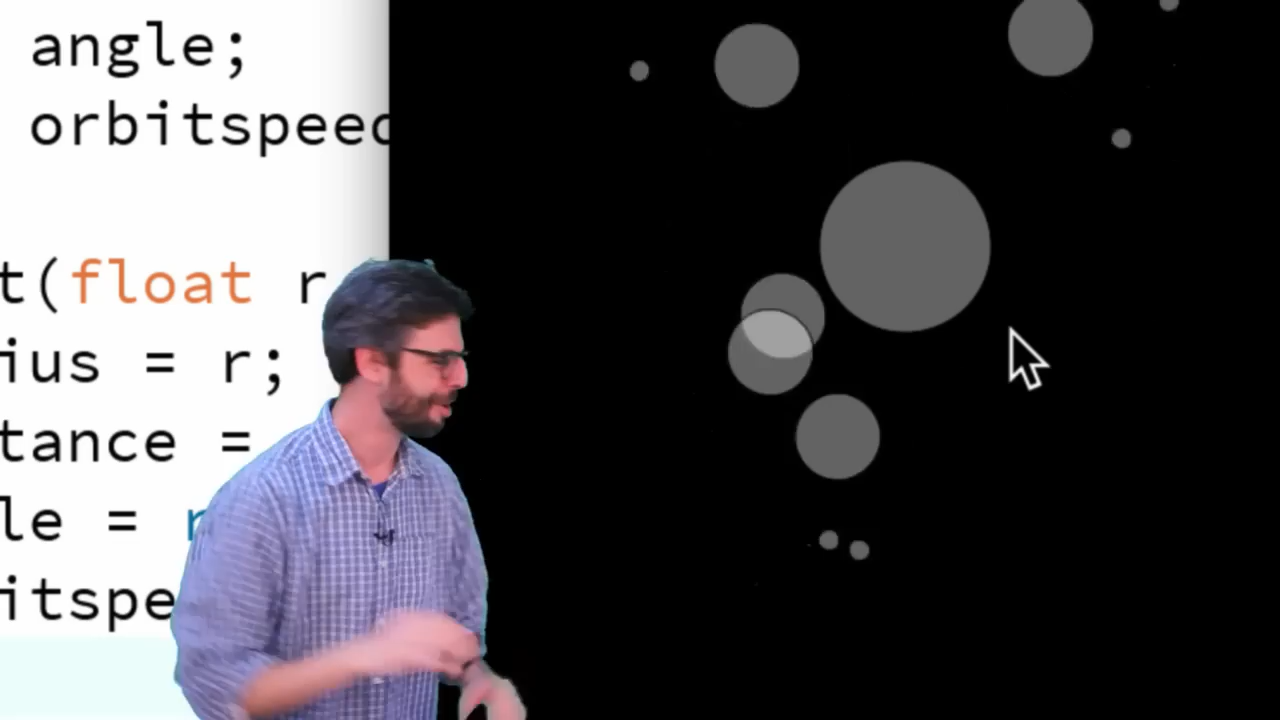 angle;
orbitspeed
t(float r
ius = r;
tance =
le = r
itspe